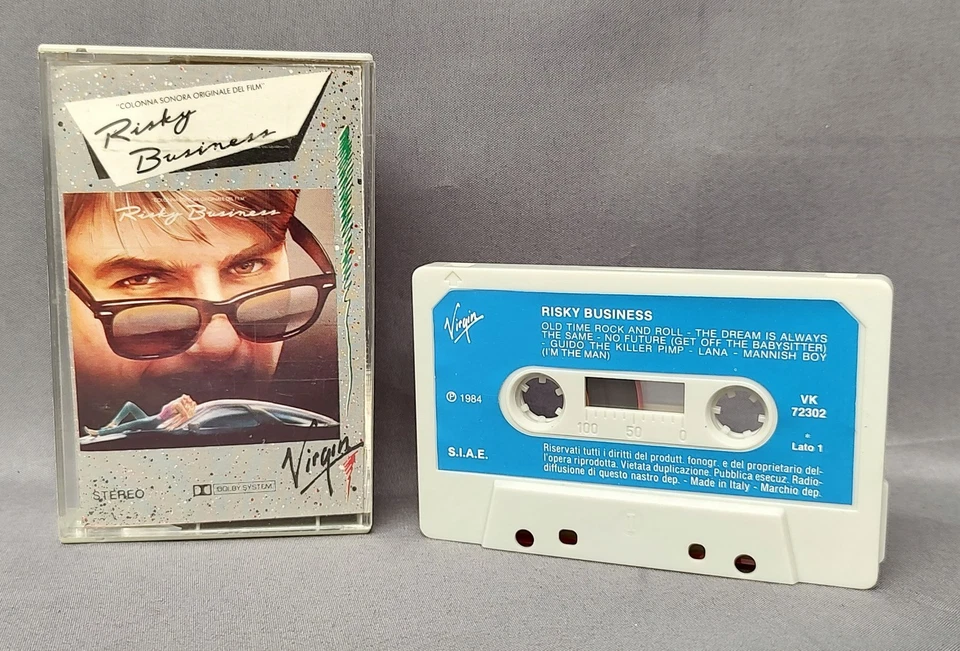 "COLONNA SONORA ORIGINALE DEL FILM"
Risky
Business
Risky Business
Virgin
STEREO
DOLBY SYSTEM
Virgin
RISKY BUSINESS
OLD TIME ROCK AND ROLL - THE DREAM IS ALWAYS
THE SAME - NO FUTURE (GET OFF THE BABYSITTER)
- GUIDO THE KILLER PIMP - LANA - MANNISH BOY
(I'M THE MAN)
℗ 1984
100 50 0
VK
72302
Lato 1
S.I.A.E.
Riservati tutti i diritti del produtt. fonogr. e del proprietario del-
l'opera riprodotta. Vietata duplicazione. Pubblica esecuz. Radio-
diffusione di questo nastro dep. - Made in Italy - Marchio dep.